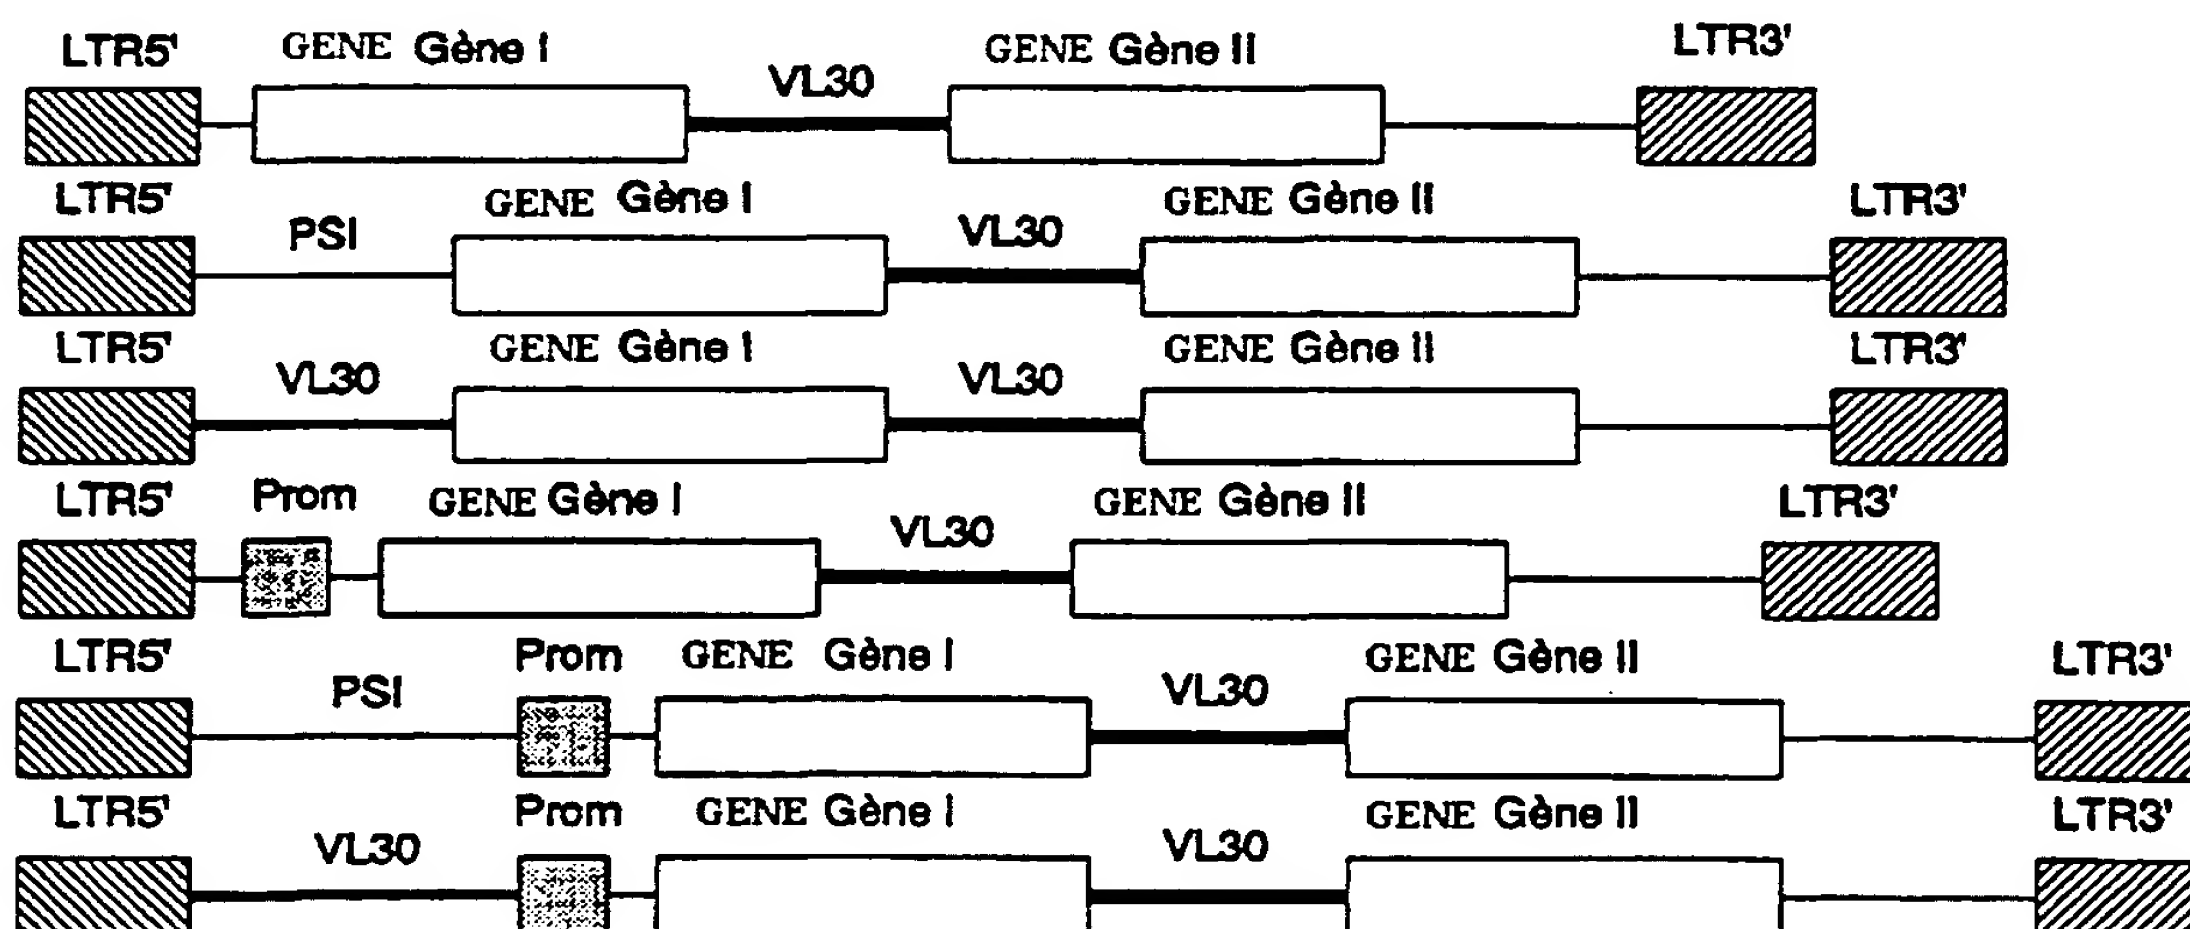 LTR5' GENE Gène I VL30 GENE Gène II LTR3'
LTR5' PSI GENE Gène I VL30 GENE Gène II LTR3'
LTR5' VL30 GENE Gène I VL30 GENE Gène II LTR3'
LTR5' Prom GENE Gène I VL30 GENE Gène II LTR3'
LTR5' PSI Prom GENE Gène I VL30 GENE Gène II LTR3'
LTR5' VL30 Prom GENE Gène I VL30 GENE Gène II LTR3'